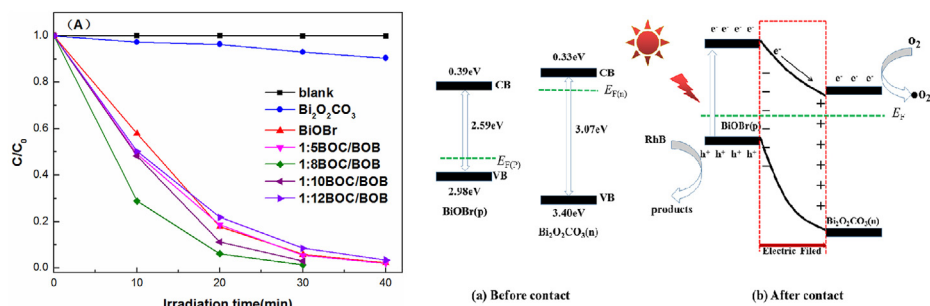 (A)
1.0
0.8
0.6
0.4
0.2
0.0
C/C₀
blank
Bi₂O₂CO₃
BiOBr
1:5BOC/BOB
1:8BOC/BOB
1:10BOC/BOB
1:12BOC/BOB
0 10 20 30 40
Irradiation time(min)
0.39eV
CB
2.59eV
E_F(p)
VB
2.98eV
BiOBr(p)
0.33eV
CB
E_F(n)
3.07eV
VB
3.40eV
Bi₂O₂CO₃(n)
(a) Before contact
e⁻ e⁻ e⁻ e⁻
e⁻
e⁻ e⁻ e⁻
O₂
●O₂
E_F
BiOBr(p)
h⁺ h⁺ h⁺ h⁺
RhB
products
Bi₂O₂CO₃(n)
Electric Filed
(b) After contact